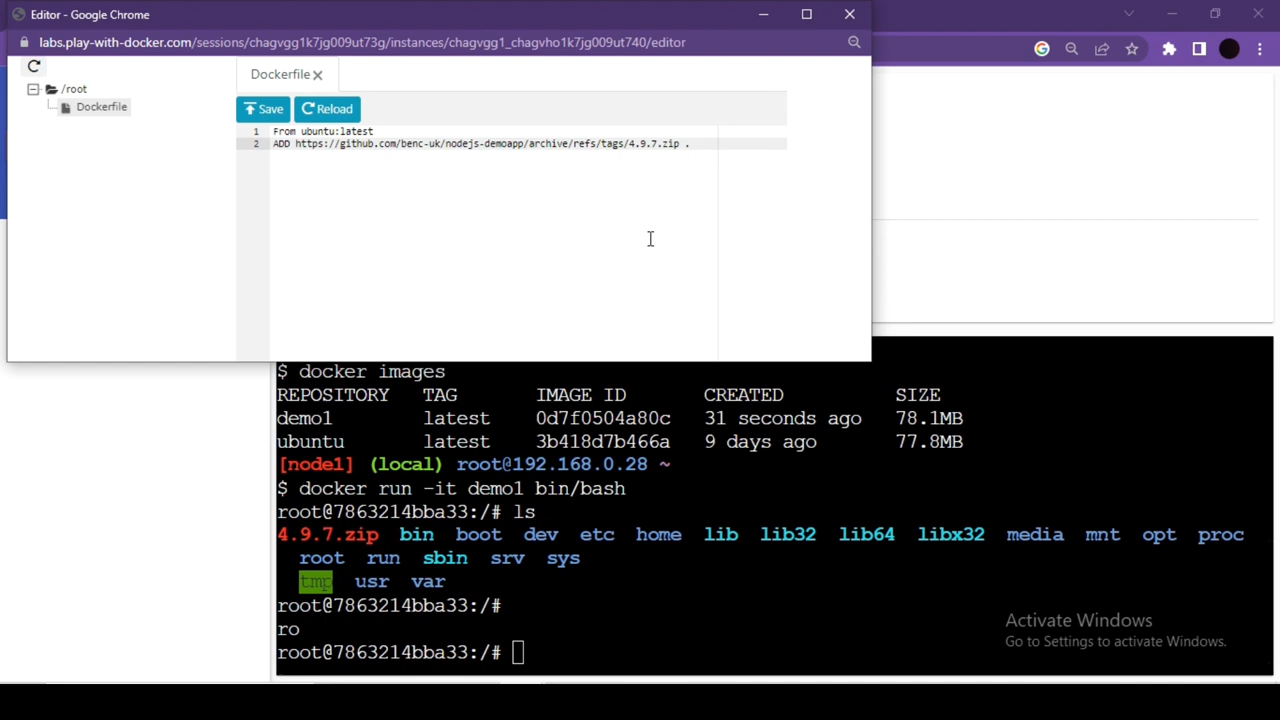 Editor - Google Chrome
labs.play-with-docker.com/sessions/chagvgg1k7jg009ut73g/instances/chagvgg1_chagvho1k7jg009ut740/editor
/root
Dockerfile
Dockerfile
Save Reload
1 From ubuntu:latest
2 ADD https://github.com/benc-uk/nodejs-demoapp/archive/refs/tags/4.9.7.zip .
$ docker images
REPOSITORY TAG IMAGE ID CREATED SIZE
demo1 latest 0d7f0504a80c 31 seconds ago 78.1MB
ubuntu latest 3b418d7b466a 9 days ago 77.8MB
[node1] (local) root@192.168.0.28 ~
$ docker run -it demo1 bin/bash
root@7863214bba33:/# ls
4.9.7.zip bin boot dev etc home lib lib32 lib64 libx32 media mnt opt proc
root run sbin srv sys
tmp usr var
root@7863214bba33:/#
ro
root@7863214bba33:/#
Activate Windows
Go to Settings to activate Windows.